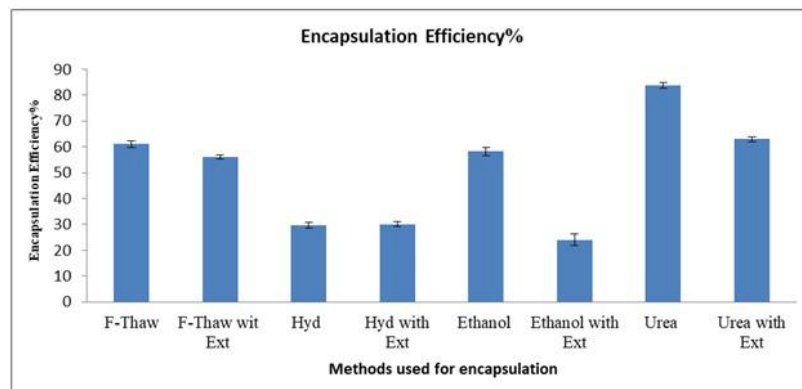 Encapsulation Efficiency%
Encapsulation Efficiency%
90
80
70
60
50
40
30
20
10
0
F-Thaw
F-Thaw wit
Ext
Hyd
Hyd with
Ext
Ethanol
Ethanol with
Ext
Urea
Urea with
Ext
Methods used for encapsulation